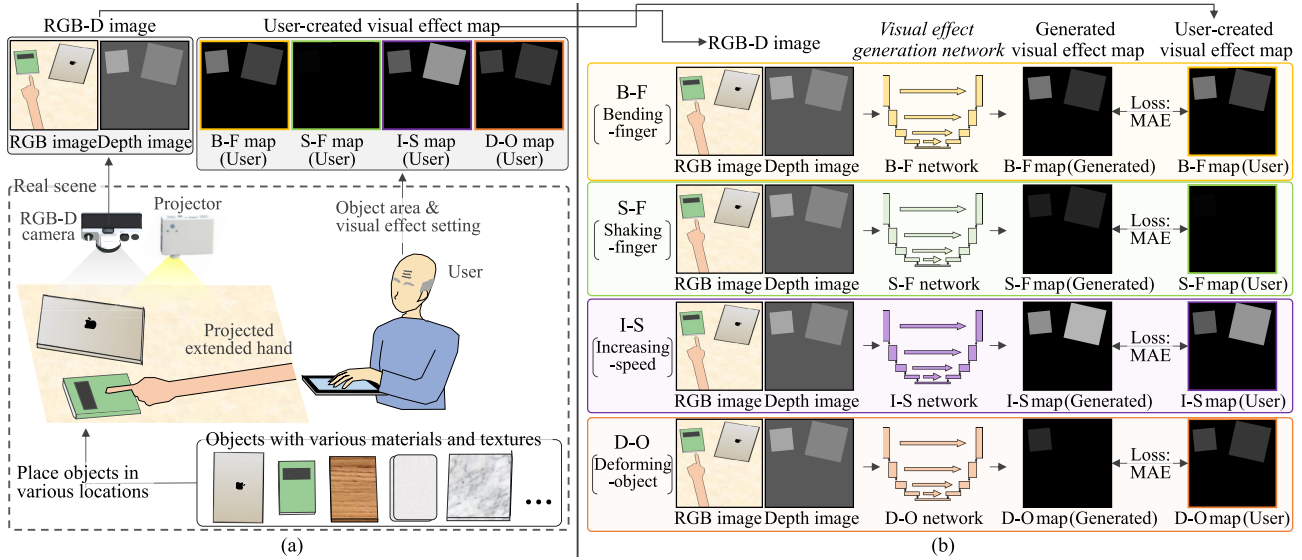 RGB-D image
User-created visual effect map
RGB image
Depth image
B-F map
(User)
S-F map
(User)
I-S map
(User)
D-O map
(User)
Real scene
RGB-D
camera
Projector
Object area &
visual effect setting
User
Projected
extended hand
Place objects in
various locations
Objects with various materials and textures
(a)
RGB-D image
Visual effect
generation network
Generated
visual effect map
User-created
visual effect map
B-F
Bending
-finger
RGB image
Depth image
B-F network
B-F map (Generated)
Loss:
MAE
B-F map (User)
S-F
Shaking
-finger
RGB image
Depth image
S-F network
S-F map (Generated)
Loss:
MAE
S-F map (User)
I-S
Increasing
-speed
RGB image
Depth image
I-S network
I-S map (Generated)
Loss:
MAE
I-S map (User)
D-O
Deforming
-object
RGB image
Depth image
D-O network
D-O map (Generated)
Loss:
MAE
D-O map (User)
(b)